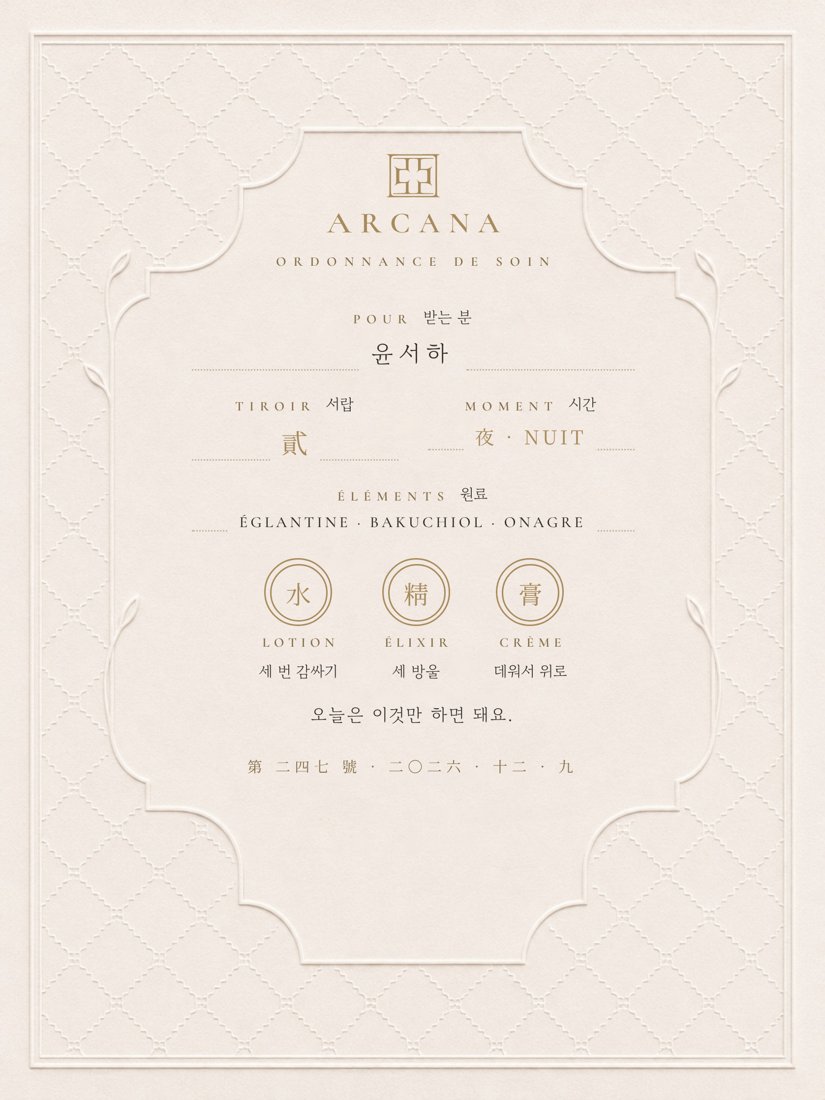 ARCANA
ORDONNANCE DE SOIN
POUR 받는 분
윤서하
TIROIR 서랍
MOMENT 시간
貳
夜 · NUIT
ÉLÉMENTS 원료
ÉGLANTINE · BAKUCHIOL · ONAGRE
水 精 膏
LOTION ÉLIXIR CRÈME
세 번 감싸기 세 방울 데워서 위로
오늘은 이것만 하면 돼요.
第 二四七 號 · 二〇二六 · 十二 · 九